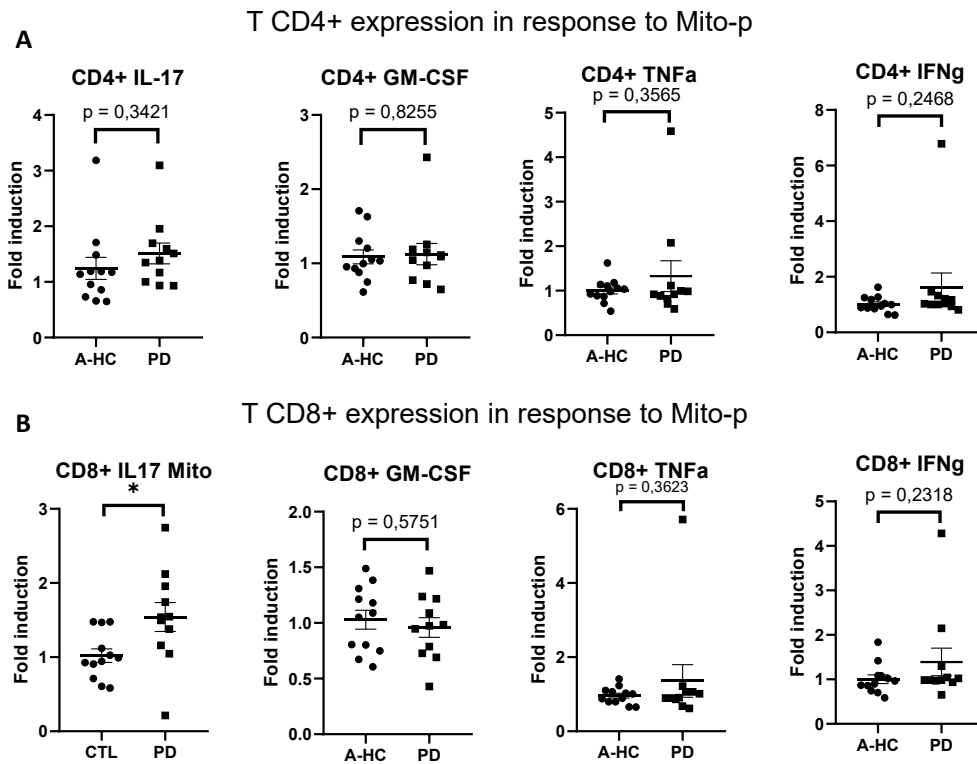 T CD4+ expression in response to Mito-p
A
CD4+ IL-17
p = 0,3421
Fold induction
4
3
2
1
0
A-HC PD
CD4+ GM-CSF
p = 0,8255
Fold induction
3
2
1
0
A-HC PD
CD4+ TNFa
p = 0,3565
Fold induction
5
4
3
2
1
0
A-HC PD
CD4+ IFNg
p = 0,2468
Fold induction
8
6
4
2
0
A-HC PD
T CD8+ expression in response to Mito-p
B
CD8+ IL17 Mito
*
Fold induction
3
2
1
0
CTL PD
CD8+ GM-CSF
p = 0,5751
Fold induction
2.0
1.5
1.0
0.5
0.0
A-HC PD
CD8+ TNFa
p = 0,3623
Fold induction
6
4
2
0
A-HC PD
CD8+ IFNg
p = 0,2318
Fold induction
5
4
3
2
1
0
A-HC PD